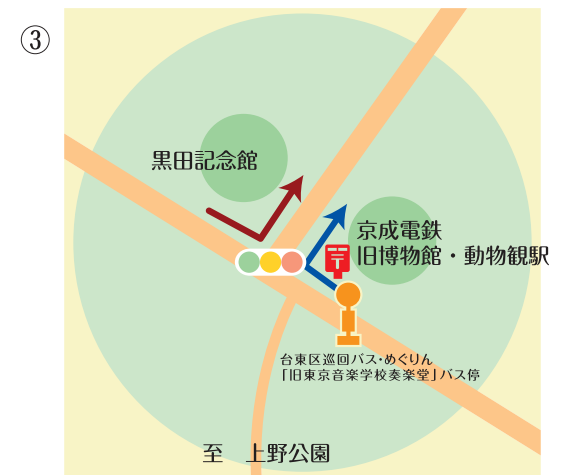 ③
黒田記念館
京成電鉄
旧博物館・動物観駅
台東区巡回バス・めぐりん
「旧東京音楽学校奏楽堂」バス停
至　上野公園